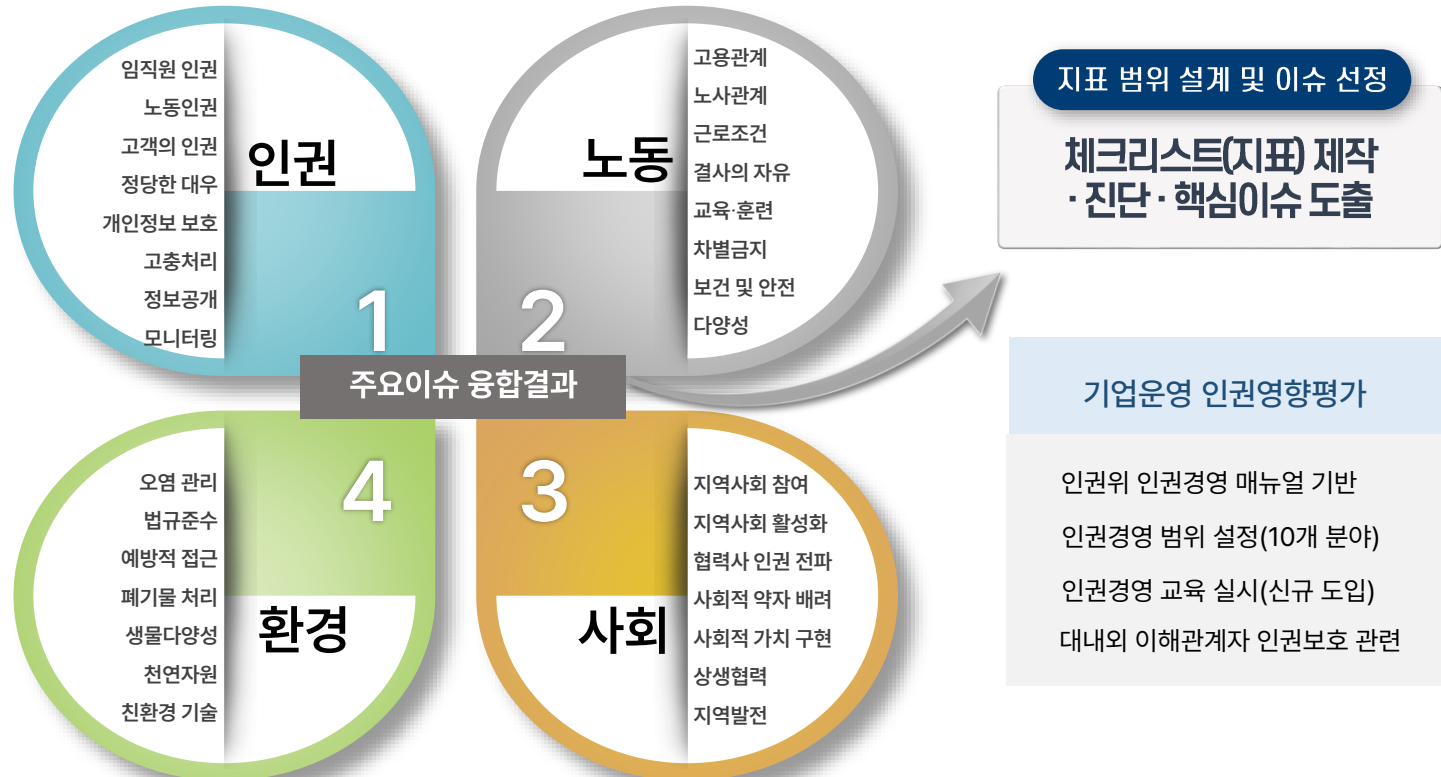 임직원 인권
노동인권
고객의 인권
정당한 대우
개인정보 보호
고충처리
정보공개
모니터링
인권
1
노동
2
고용관계
노사관계
근로조건
결사의 자유
교육·훈련
차별금지
보건 및 안전
다양성
주요이슈 융합결과
오염 관리
법규준수
예방적 접근
폐기물 처리
생물다양성
천연자원
친환경 기술
4
환경
3
사회
지역사회 참여
지역사회 활성화
협력사 인권 전파
사회적 약자 배려
사회적 가치 구현
상생협력
지역발전
지표 범위 설계 및 이슈 선정
체크리스트(지표) 제작
· 진단 · 핵심이슈 도출
기업운영 인권영향평가
인권위 인권경영 매뉴얼 기반
인권경영 범위 설정(10개 분야)
인권경영 교육 실시(신규 도입)
대내외 이해관계자 인권보호 관련